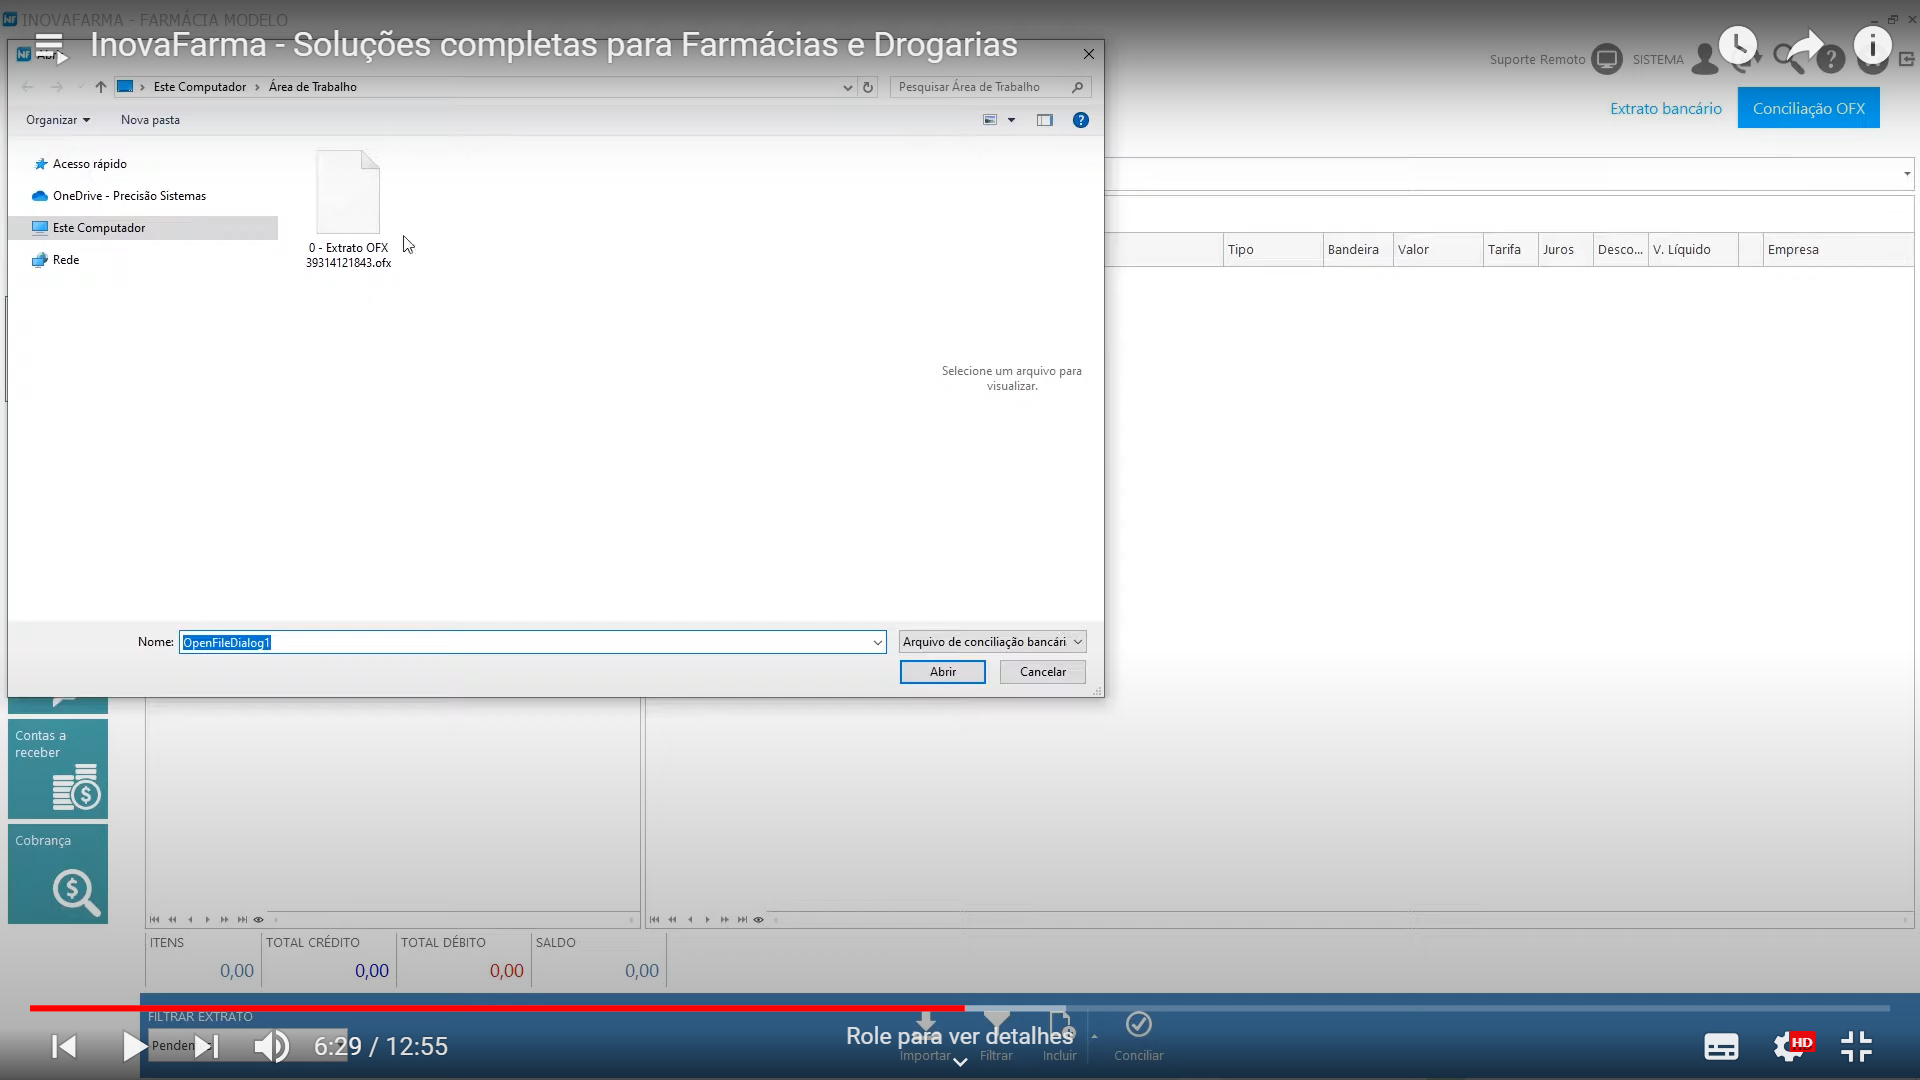 INOVAFARMA - FARMÁCIA MODELO
InovaFarma - Soluções completas para Farmácias e Drogarias
Suporte Remoto
SISTEMA
Este Computador > Área de Trabalho
Pesquisar Área de Trabalho
Extrato bancário
Conciliação OFX
Organizar
Nova pasta
Acesso rápido
OneDrive - Precisão Sistemas
Este Computador
Rede
0 - Extrato OFX
39314121843.ofx
Tipo
Bandeira
Valor
Tarifa
Juros
Desco...
V. Líquido
Empresa
Selecione um arquivo para
visualizar.
Nome:
OpenFileDialog1
Arquivo de conciliação bancári
Abrir
Cancelar
Contas a
receber
Cobrança
ITENS
TOTAL CRÉDITO
TOTAL DÉBITO
SALDO
0,00
0,00
0,00
0,00
FILTRAR EXTRATO
6:29 / 12:55
Role para ver detalhes
Importar
Filtrar
Incluir
Conciliar
HD